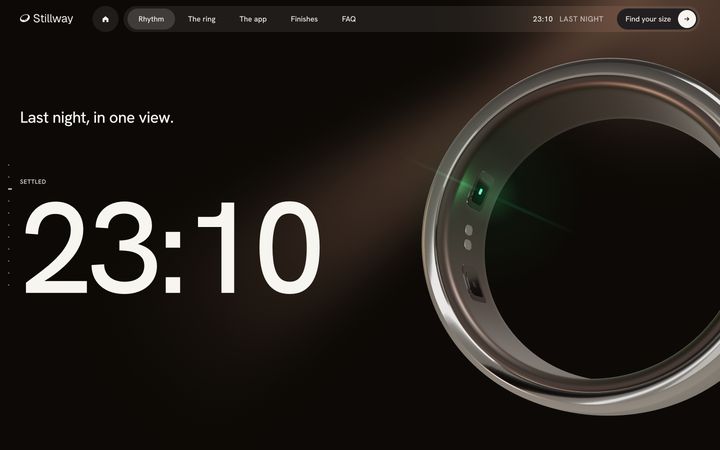 Stillway
Rhythm
The ring
The app
Finishes
FAQ
23:10 LAST NIGHT
Find your size
Last night, in one view.
SETTLED
23:10